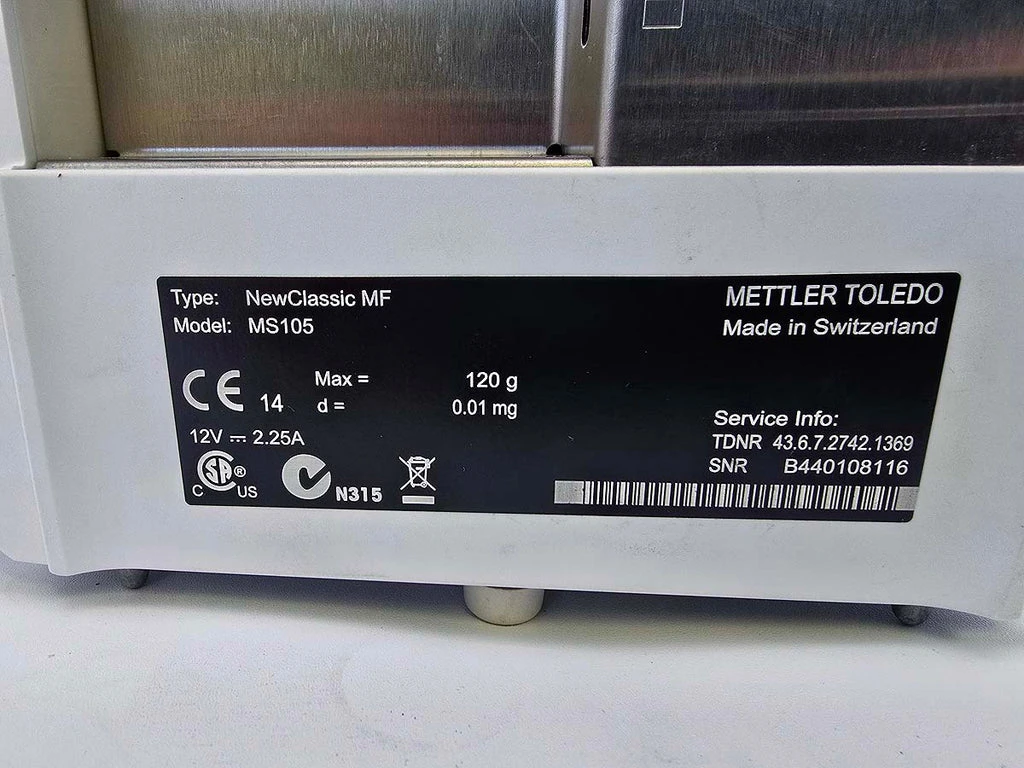 Type: NewClassic MF
Model: MS105
METTLER TOLEDO
Made in Switzerland
CE 14
Max = 120 g
d = 0.01 mg
12V ⎓ 2.25A
C SA ® US
N315
Service Info:
TDNR 43.6.7.2742.1369
SNR B440108116